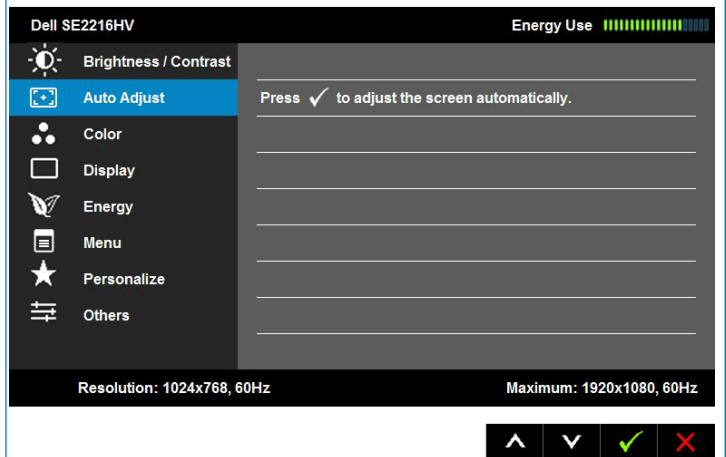 Dell SE2216HV Energy Use
Brightness / Contrast
Auto Adjust Press ✓ to adjust the screen automatically.
Color
Display
Energy
Menu
Personalize
Others
Resolution: 1024x768, 60Hz Maximum: 1920x1080, 60Hz